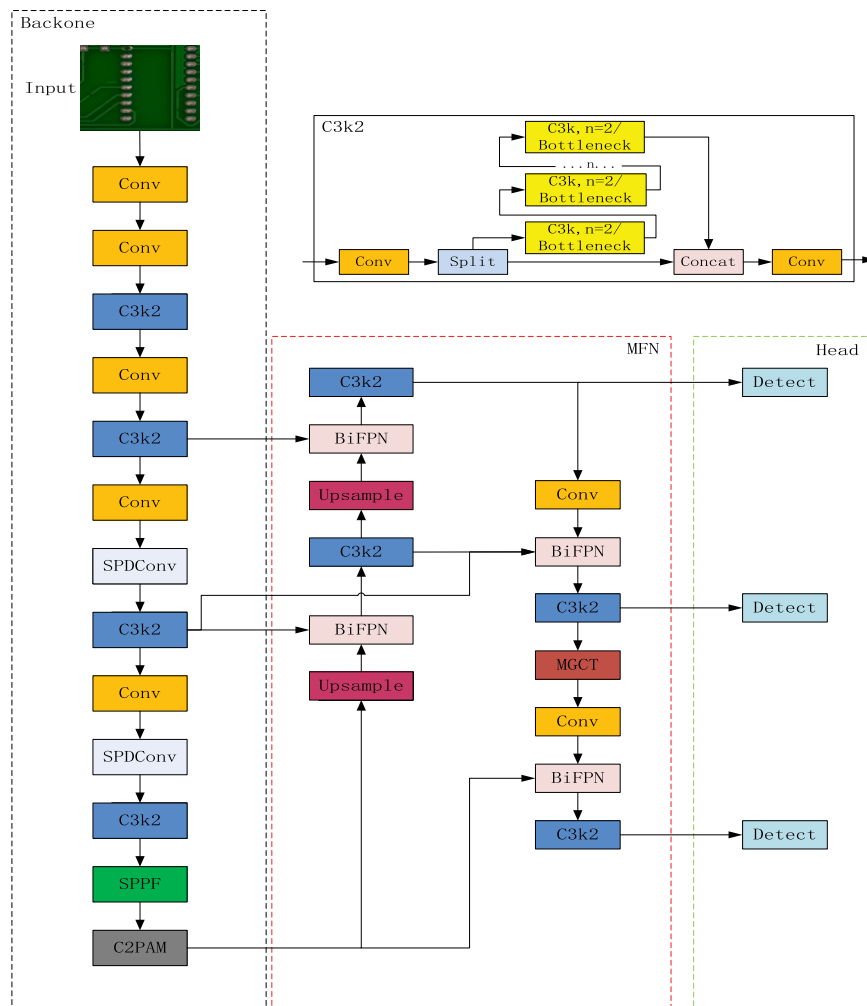 Backone
Input
Conv
Conv
C3k2
Conv
C3k2
Conv
SPDConv
C3k2
Conv
SPDConv
C3k2
SPPF
C2PAM
C3k2
C3k,n=2/
Bottleneck
...n...
C3k,n=2/
Bottleneck
C3k,n=2/
Bottleneck
Conv
Split
Concat
Conv
MFN
C3k2
BiFPN
Upsample
C3k2
BiFPN
Upsample
Conv
BiFPN
C3k2
MGCT
Conv
BiFPN
C3k2
Head
Detect
Detect
Detect